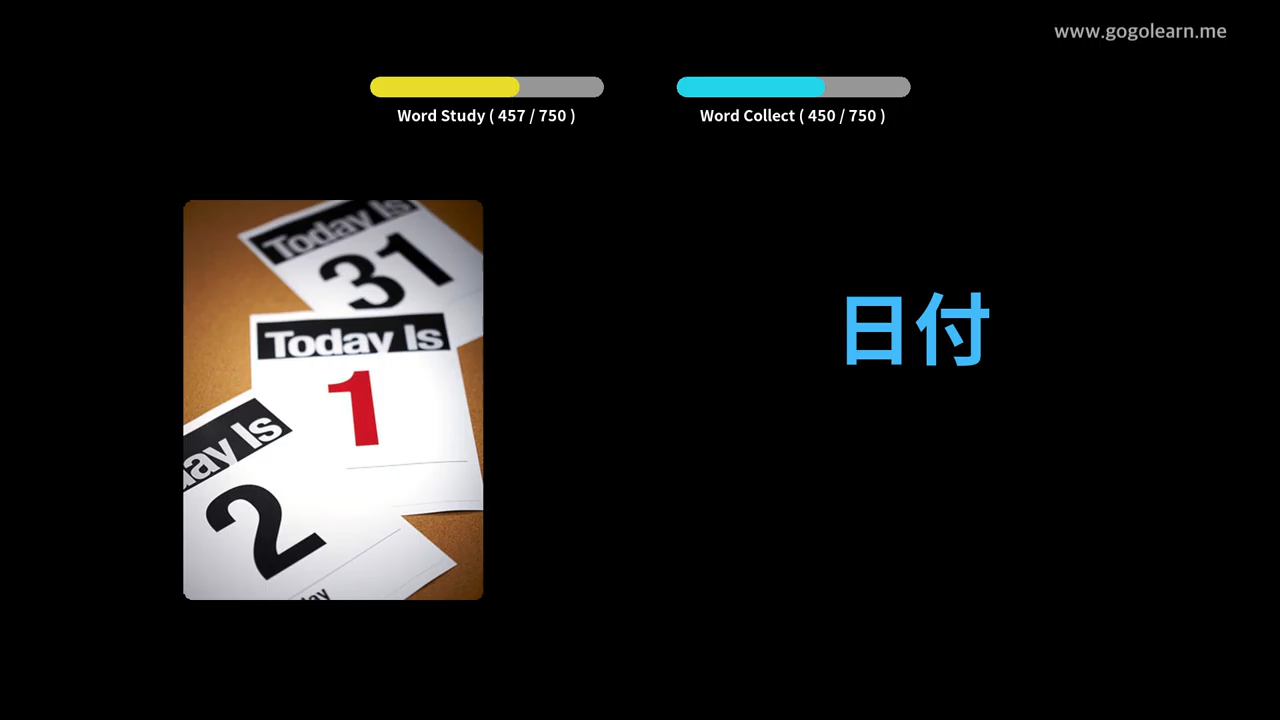 www.gogolearn.me
Word Study ( 457 / 750 )
Word Collect ( 450 / 750 )
Today Is
31
Today Is
1
ay Is
2
日付